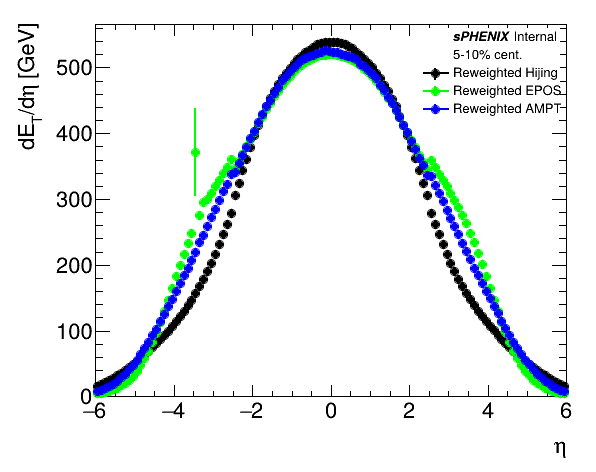 dE_T/dη [GeV]
sPHENIX Internal
5-10% cent.
Reweighted Hijing
Reweighted EPOS
Reweighted AMPT
500
400
300
200
100
0
−6 −4 −2 0 2 4 6
η